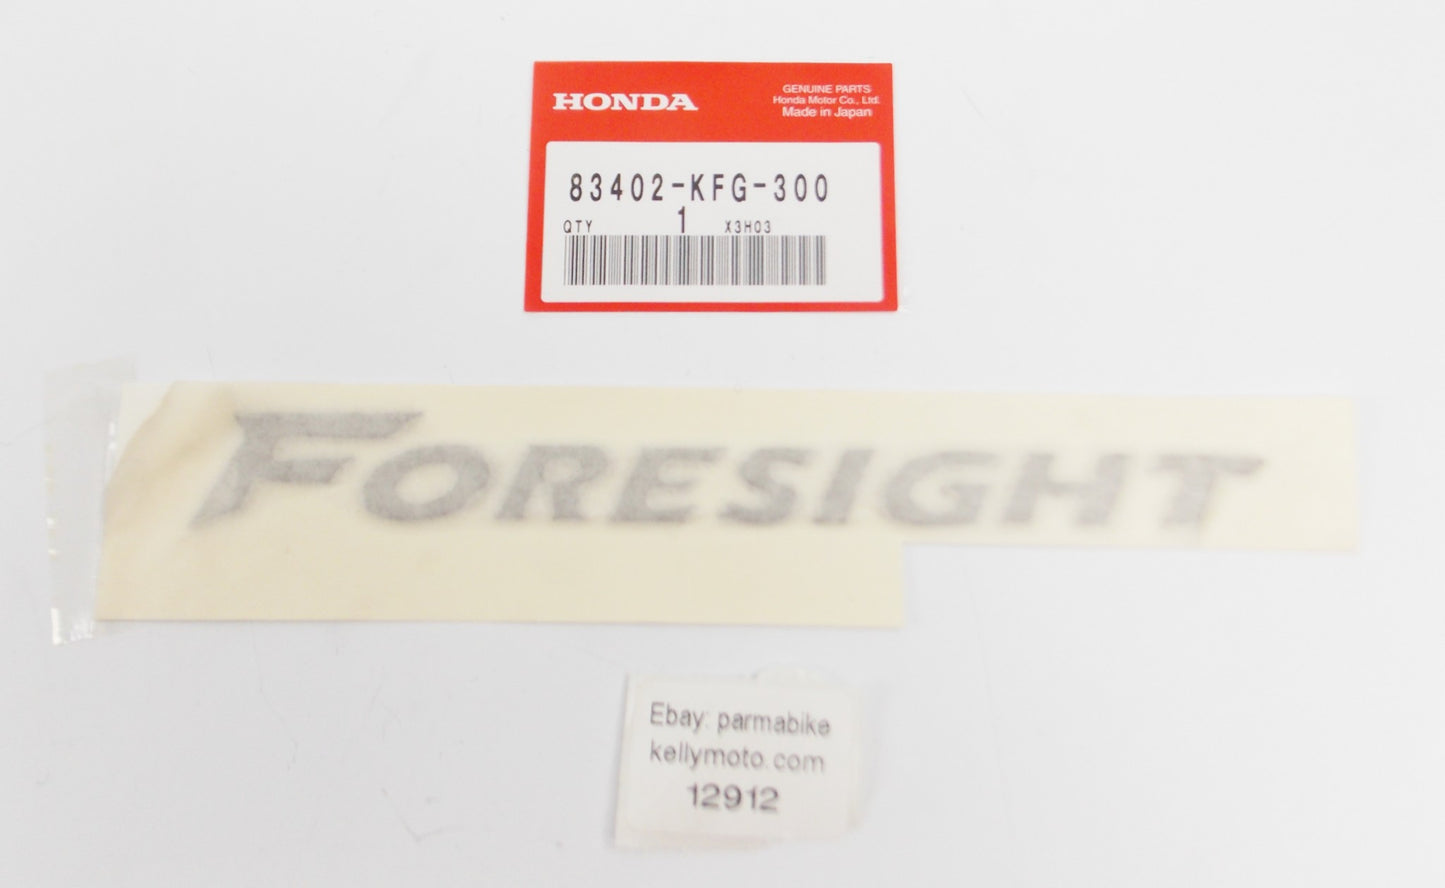 HONDA
GENUINE PARTS
Honda Motor Co., Ltd.
Made in Japan
83402-KFG-300
QTY 1 X3H03
FORESIGHT
Ebay: parmabike
kellymoto.com
12912